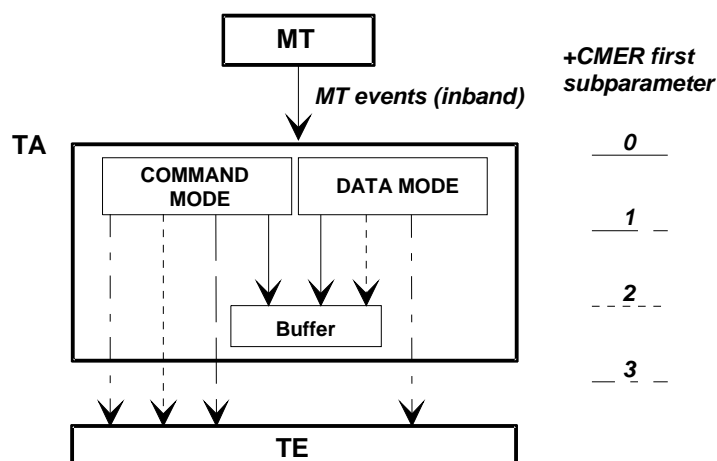 MT
+CMER first
subparameter
MT events (inband)
TA
0
COMMAND
MODE
DATA MODE
1
2
Buffer
3
TE